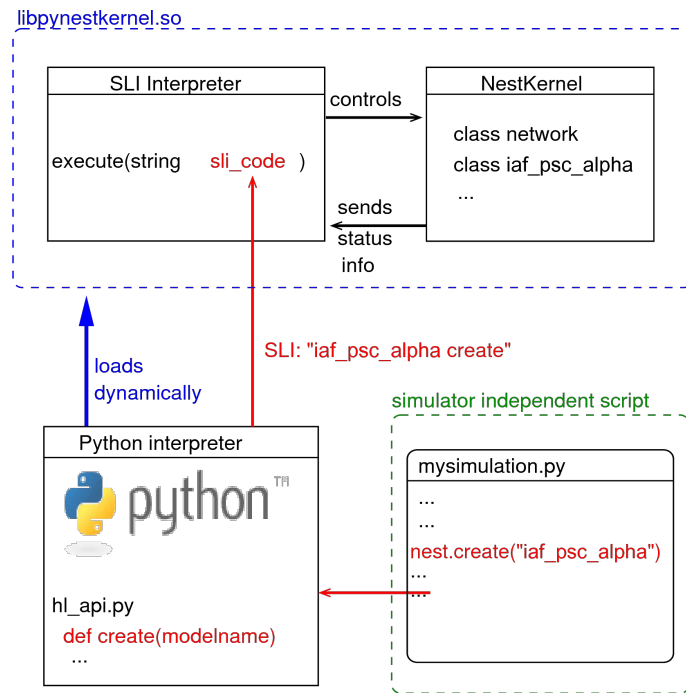 libpynestkernel.so
SLI Interpreter
execute(string sli_code )
controls
sends
status
info
NestKernel
class network
class iaf_psc_alpha
...
loads
dynamically
SLI: "iaf_psc_alpha create"
simulator independent script
Python interpreter
python™
hl_api.py
def create(modelname)
...
mysimulation.py
...
...
nest.create("iaf_psc_alpha")
...
...